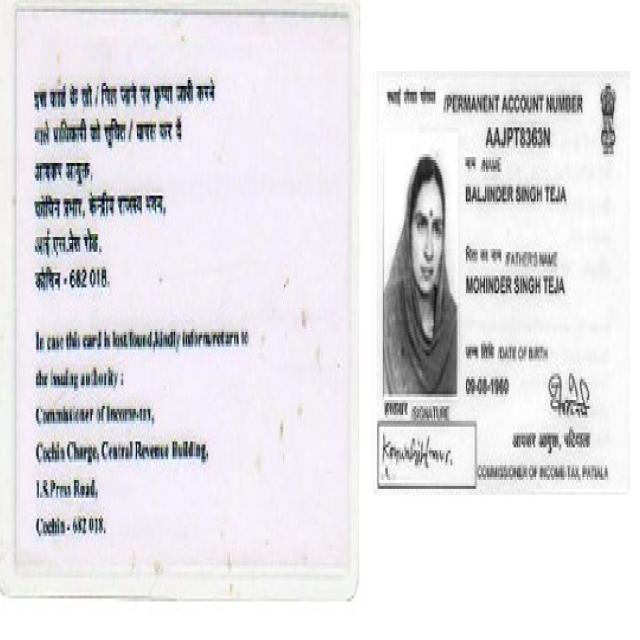 इस कार्ड के खो / मिल जाने पर कृप्या जारी करने
वाले प्राधिकारी को सूचित / वापस कर दें
आयकर आयुक्त,
कोचिन प्रभार, केन्द्रीय राजस्व भवन,
आई.एस.प्रेस रोड,
कोचिन - 682 018.
In case this card is lost/found,kindly inform/return to
the issuing authority :
Commissioner of Income-tax,
Cochin Charge, Central Revenue Building,
I.S.Press Road,
Cochin - 682 018.
स्थाई लेखा संख्या /PERMANENT ACCOUNT NUMBER
AAJPT8363N
नाम /NAME
BALJINDER SINGH TEJA
पिता का नाम /FATHER'S NAME
MOHINDER SINGH TEJA
जन्म तिथि /DATE OF BIRTH
09-08-1960
हस्ताक्षर /SIGNATURE
आयकर आयुक्त, पटियाला
COMMISSIONER OF INCOME-TAX, PATIALA